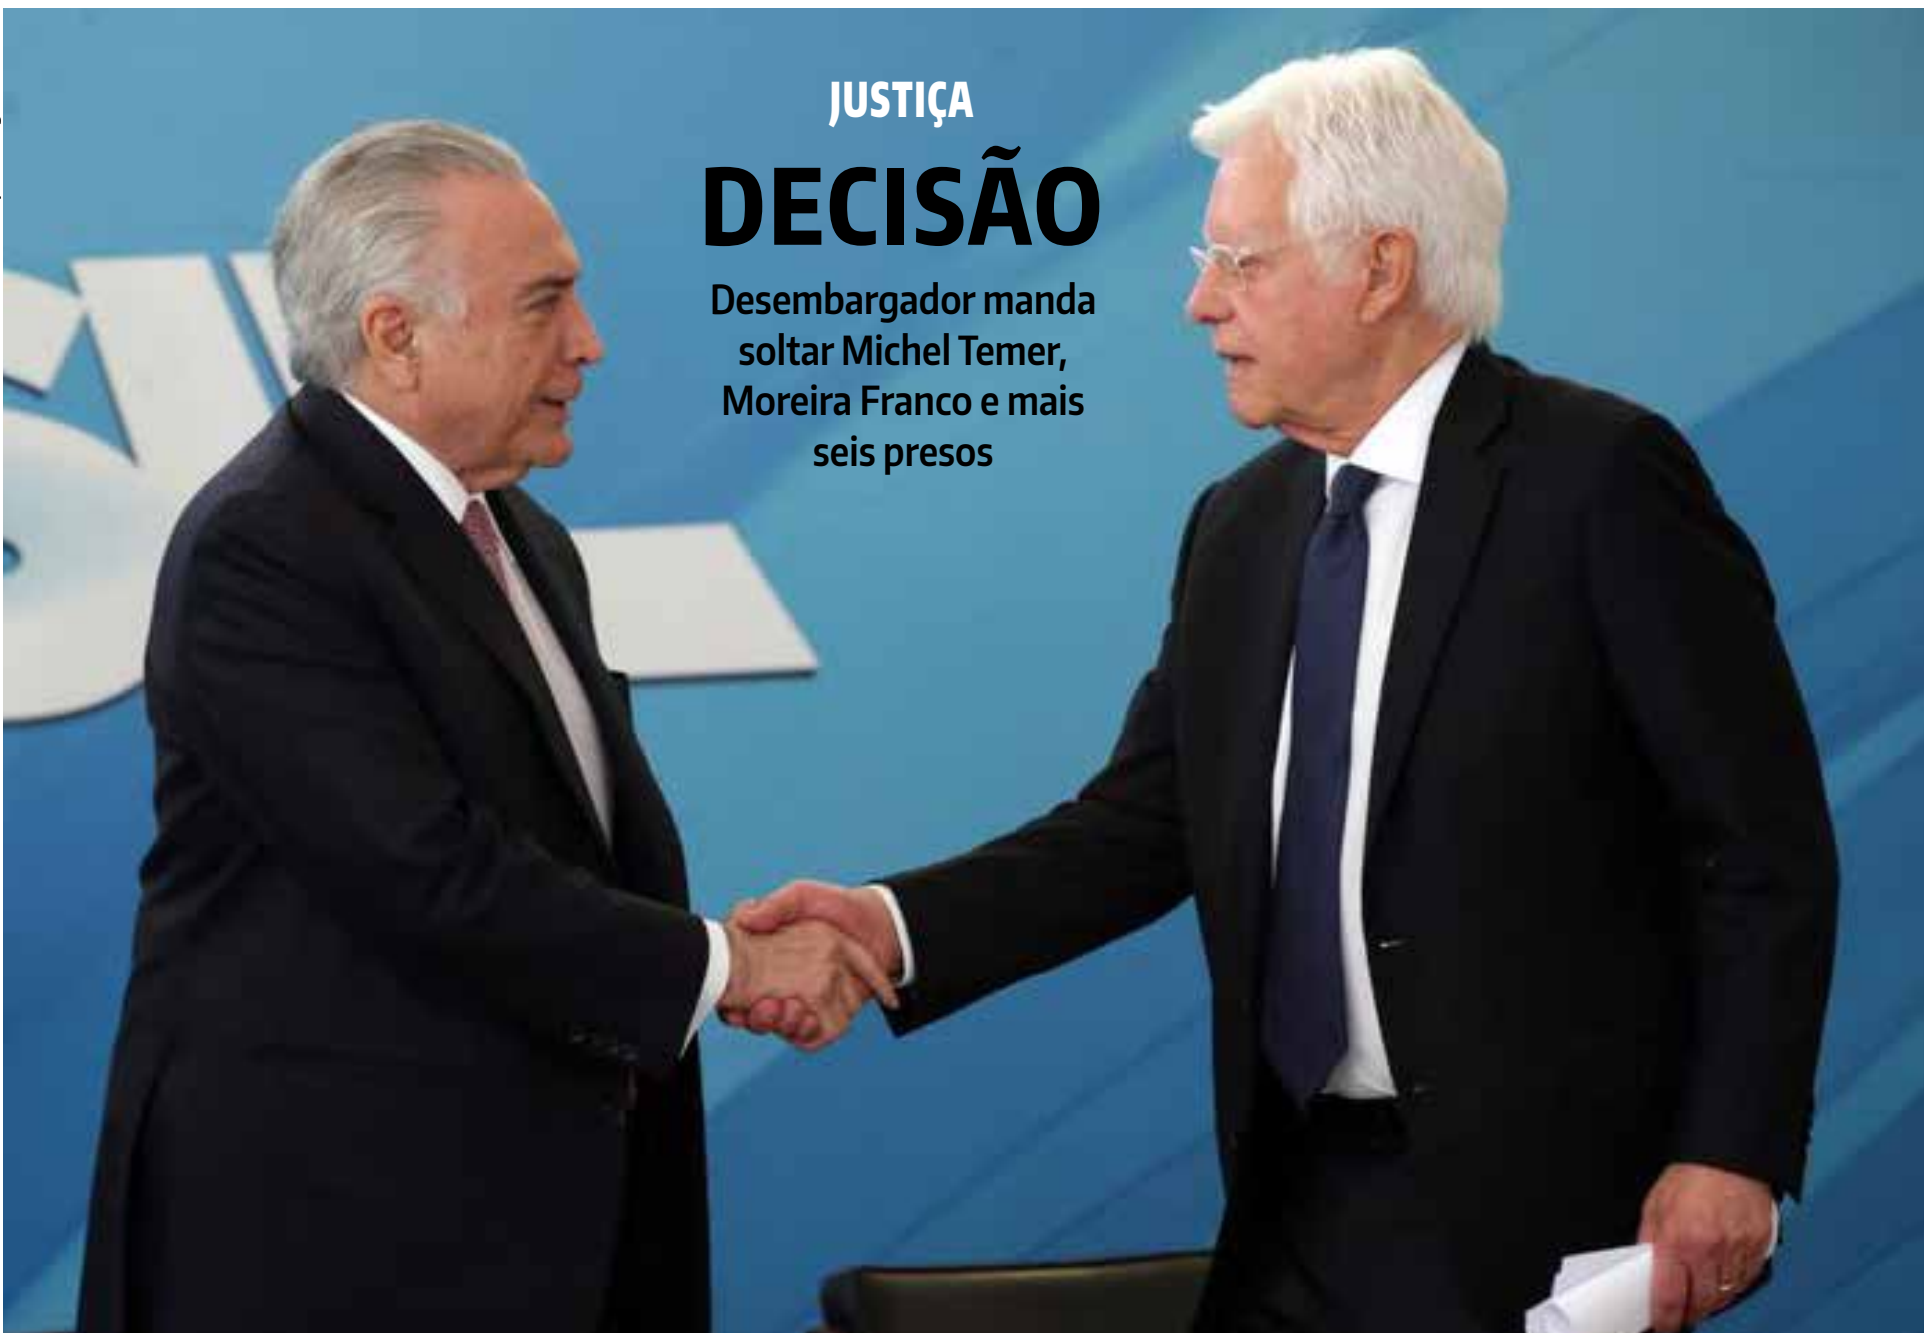 JUSTIÇA
DECISÃO
Desembargador manda
soltar Michel Temer,
Moreira Franco e mais
seis presos